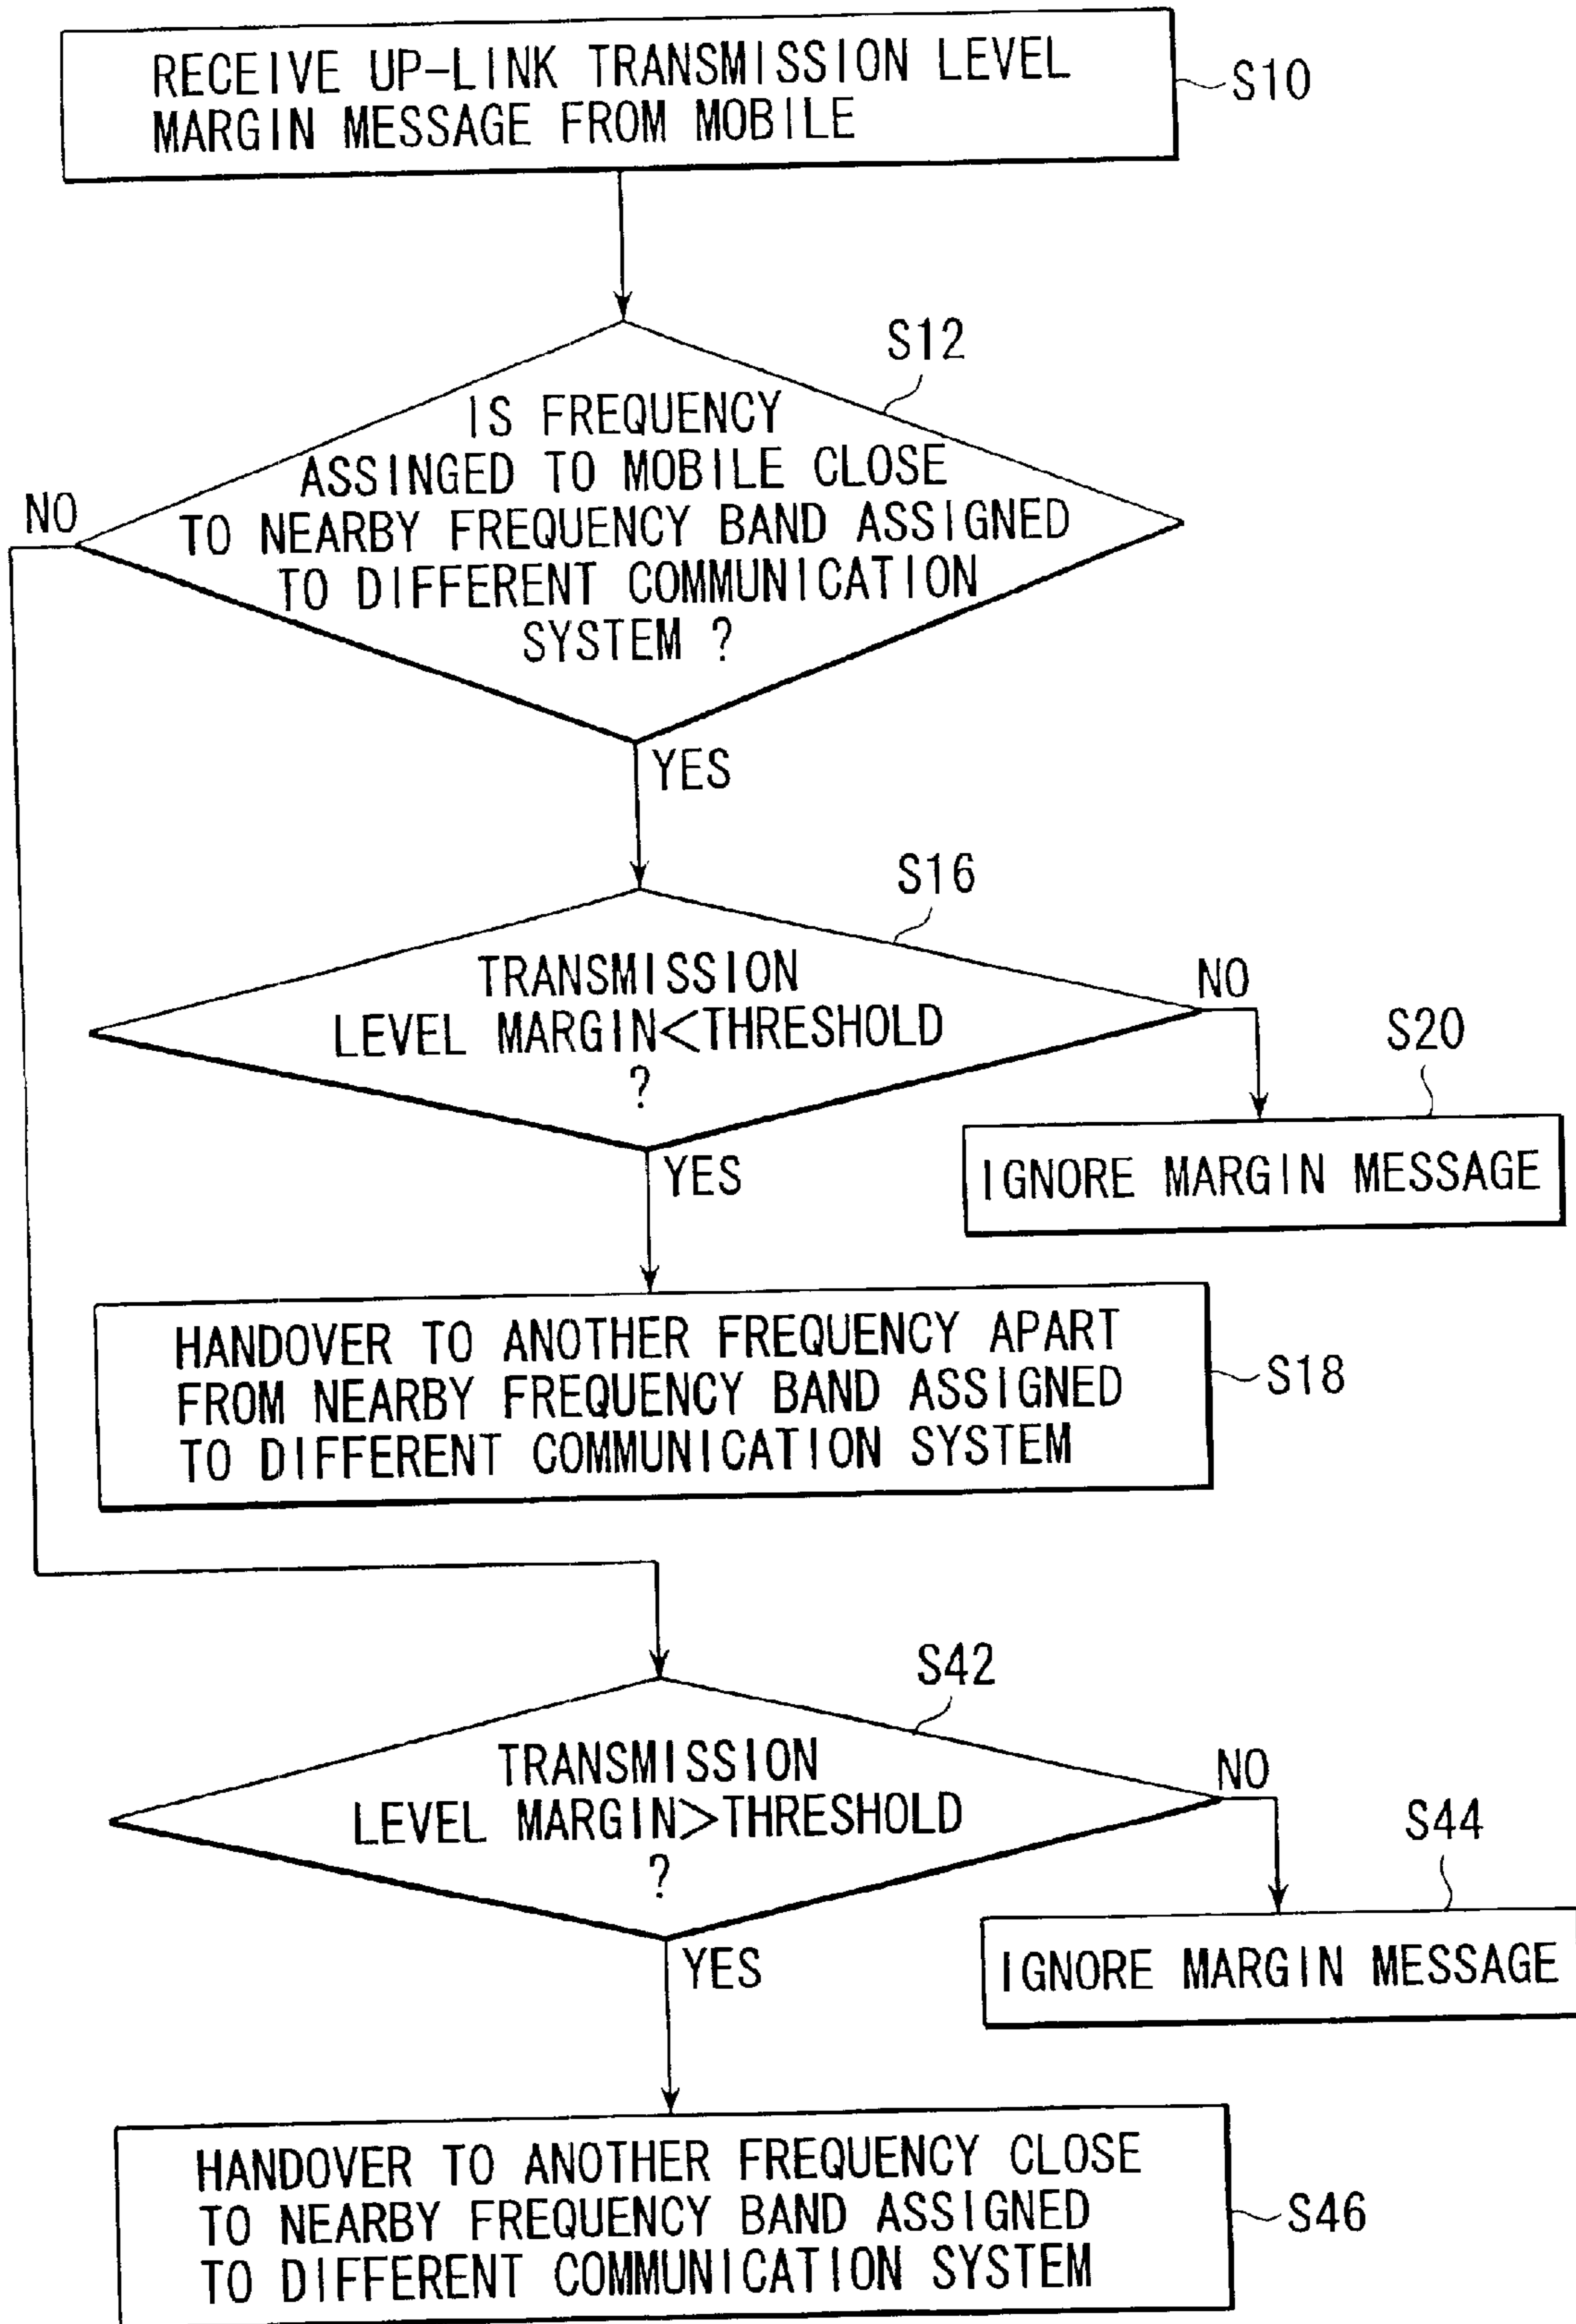 RECEIVE UP-LINK TRANSMISSION LEVEL
MARGIN MESSAGE FROM MOBILE
S10
S12
IS FREQUENCY
ASSINGED TO MOBILE CLOSE
TO NEARBY FREQUENCY BAND ASSIGNED
TO DIFFERENT COMMUNICATION
SYSTEM ?
NO
YES
S16
TRANSMISSION
LEVEL MARGIN<THRESHOLD
?
NO
YES
S20
IGNORE MARGIN MESSAGE
HANDOVER TO ANOTHER FREQUENCY APART
FROM NEARBY FREQUENCY BAND ASSIGNED
TO DIFFERENT COMMUNICATION SYSTEM
S18
S42
TRANSMISSION
LEVEL MARGIN>THRESHOLD
?
NO
YES
S44
IGNORE MARGIN MESSAGE
HANDOVER TO ANOTHER FREQUENCY CLOSE
TO NEARBY FREQUENCY BAND ASSIGNED
TO DIFFERENT COMMUNICATION SYSTEM
S46